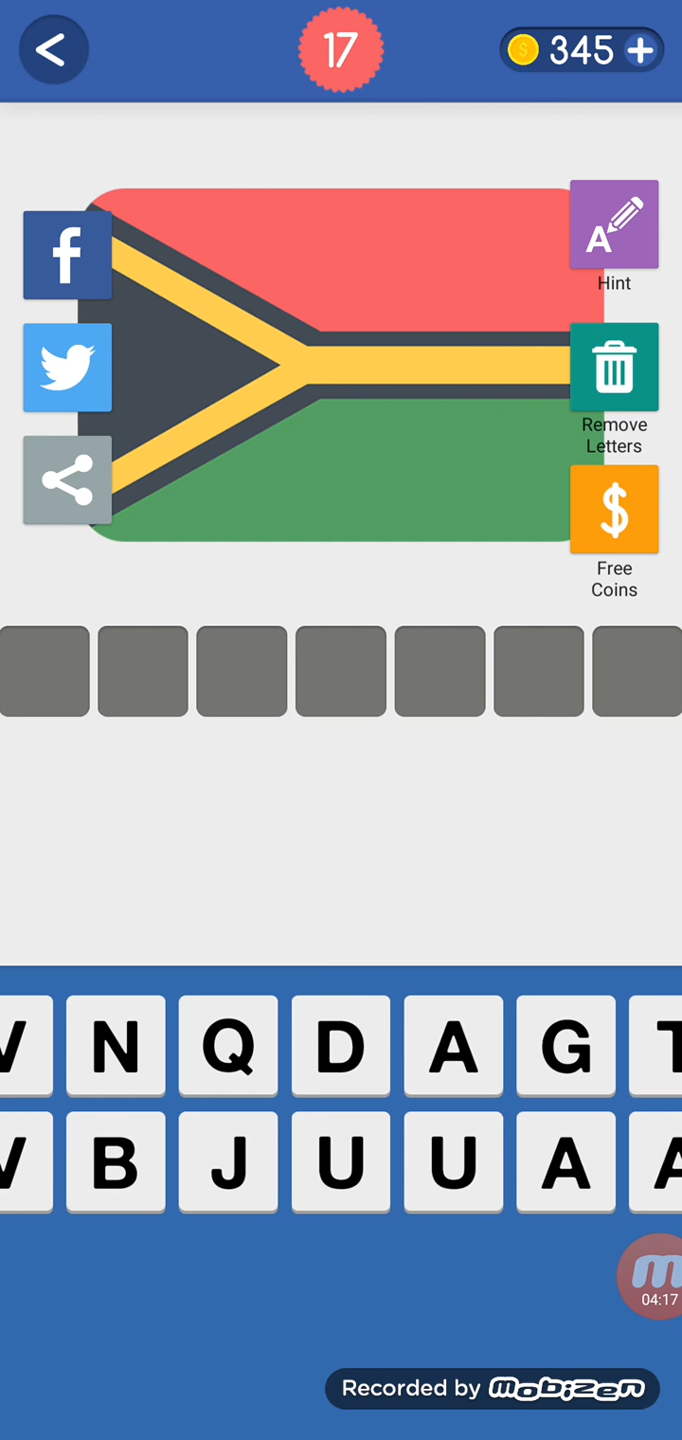 17
345
A
Hint
Remove
Letters
$
Free
Coins
V N Q D A G T
V B J U U A A
04:17
Recorded by mobizen